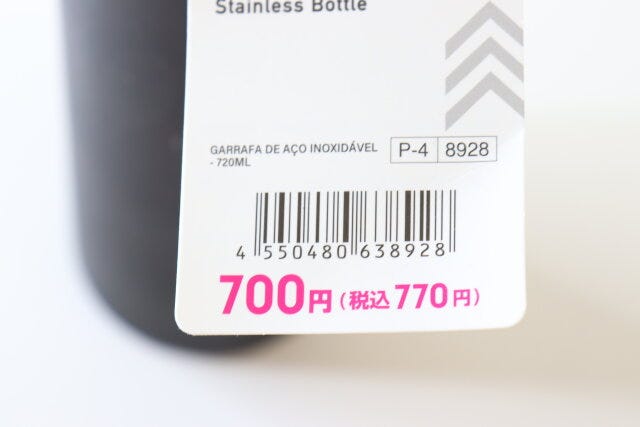 Stainless Bottle
GARRAFA DE AÇO INOXIDÁVEL
- 720ML
P-4 8928
4 550480 638928
700円(税込770円)